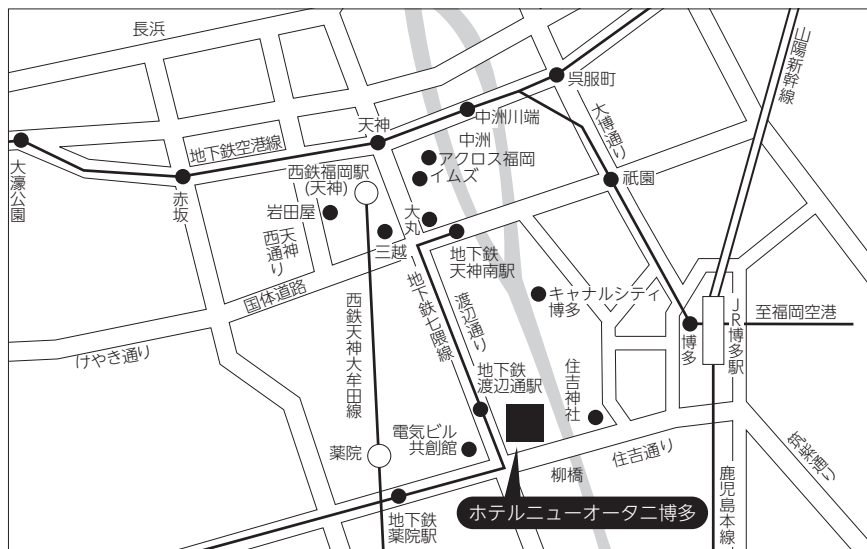 長浜
山陽新幹線
呉服町
大博通り
中洲川端
天神
中洲
地下鉄空港線
アクロス福岡
イムズ
大濠公園
赤坂
西鉄福岡駅
(天神)
祇園
岩田屋
大丸
三越
西天神
通り
地下鉄
天神南駅
国体道路
キャナルシティ
博多
地下鉄七隈線
渡辺通り
西鉄天神大牟田線
至福岡空港
JR博多駅
博多
けやき通り
地下鉄
渡辺通駅
住吉神社
電気ビル
共創館
薬院
住吉通り
筑紫通り
柳橋
鹿児島本線
ホテルニューオータニ博多
地下鉄
薬院駅